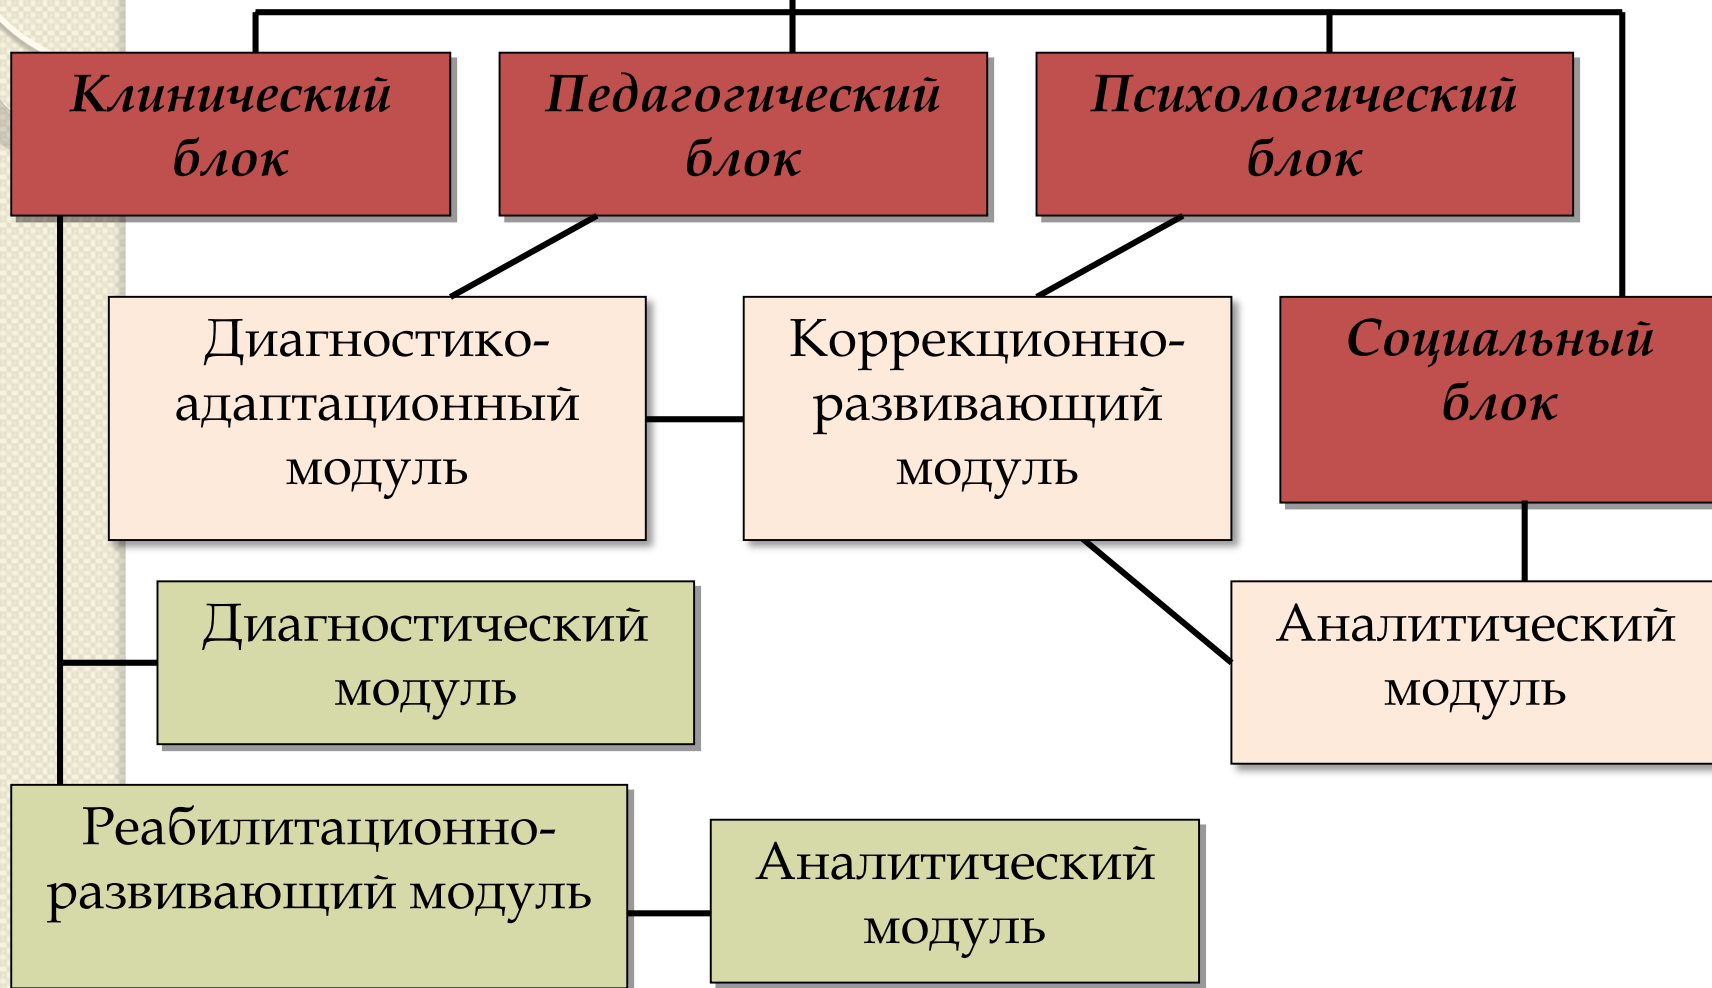 Клинический
блок
Педагогический
блок
Психологический
блок
Диагностико-
адаптационный
модуль
Коррекционно-
развивающий
модуль
Социальный
блок
Диагностический
модуль
Аналитический
модуль
Реабилитационно-
развивающий модуль
Аналитический
модуль